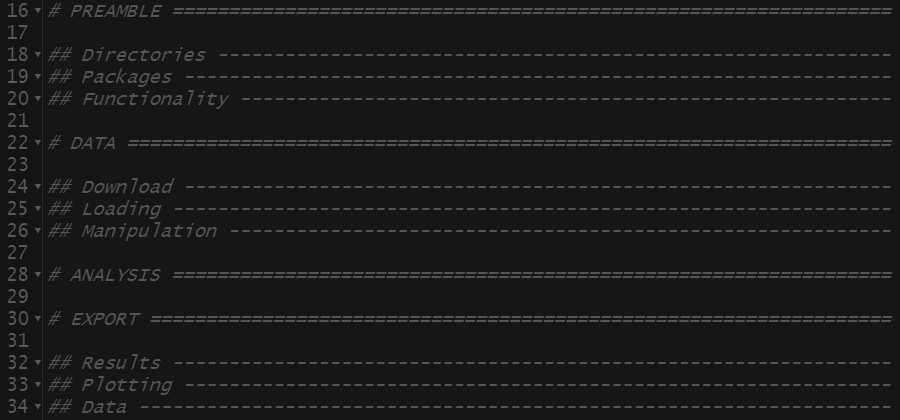 16 # PREAMBLE ================================================================
17
18 ## Directories ------------------------------------------------------------
19 ## Packages ---------------------------------------------------------------
20 ## Functionality ----------------------------------------------------------
21
22 # DATA ====================================================================
23
24 ## Download ---------------------------------------------------------------
25 ## Loading ----------------------------------------------------------------
26 ## Manipulation -----------------------------------------------------------
27
28 # ANALYSIS ================================================================
29
30 # EXPORT ==================================================================
31
32 ## Results ----------------------------------------------------------------
33 ## Plotting ---------------------------------------------------------------
34 ## Data -------------------------------------------------------------------